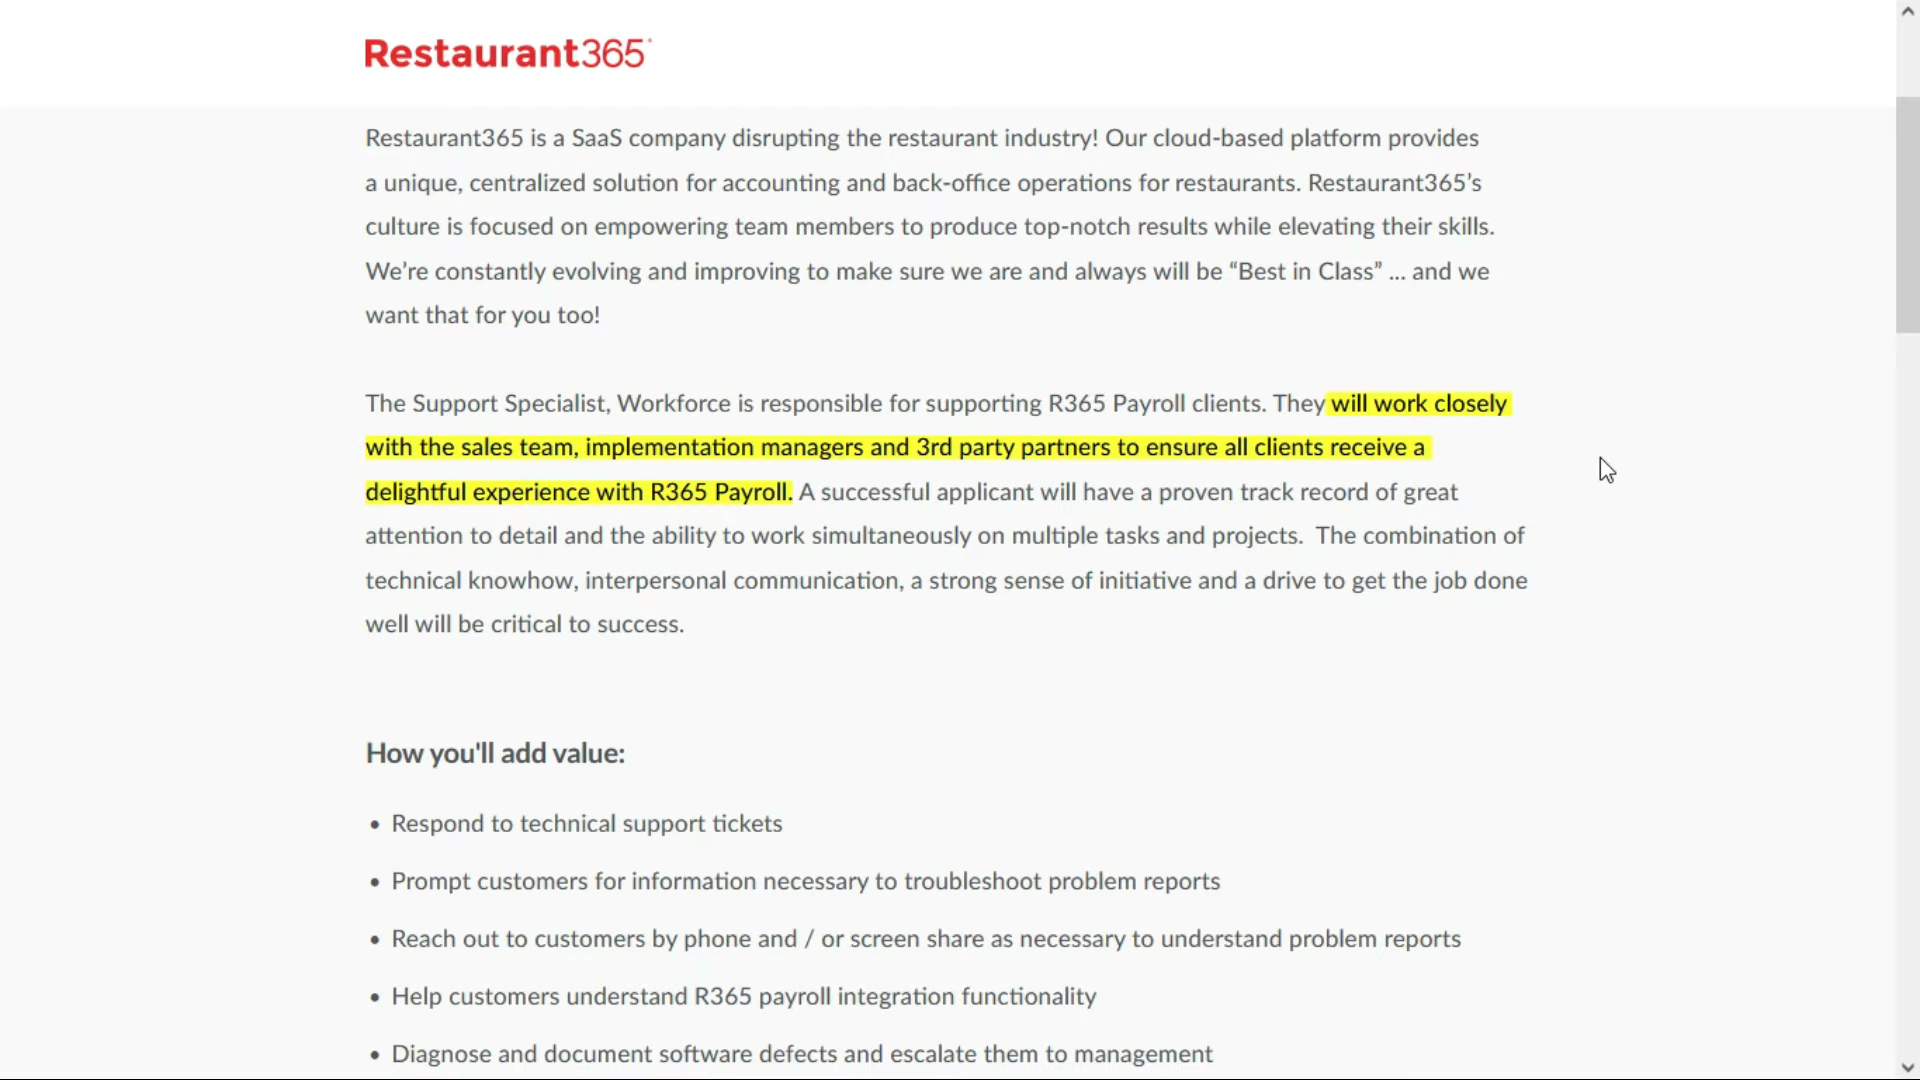 Restaurant365
Restaurant365 is a SaaS company disrupting the restaurant industry! Our cloud-based platform provides
a unique, centralized solution for accounting and back-office operations for restaurants. Restaurant365’s
culture is focused on empowering team members to produce top-notch results while elevating their skills.
We’re constantly evolving and improving to make sure we are and always will be “Best in Class” ... and we
want that for you too!
The Support Specialist, Workforce is responsible for supporting R365 Payroll clients. They will work closely
with the sales team, implementation managers and 3rd party partners to ensure all clients receive a
delightful experience with R365 Payroll. A successful applicant will have a proven track record of great
attention to detail and the ability to work simultaneously on multiple tasks and projects.  The combination of
technical knowhow, interpersonal communication, a strong sense of initiative and a drive to get the job done
well will be critical to success.
How you'll add value:
• Respond to technical support tickets
• Prompt customers for information necessary to troubleshoot problem reports
• Reach out to customers by phone and / or screen share as necessary to understand problem reports
• Help customers understand R365 payroll integration functionality
• Diagnose and document software defects and escalate them to management